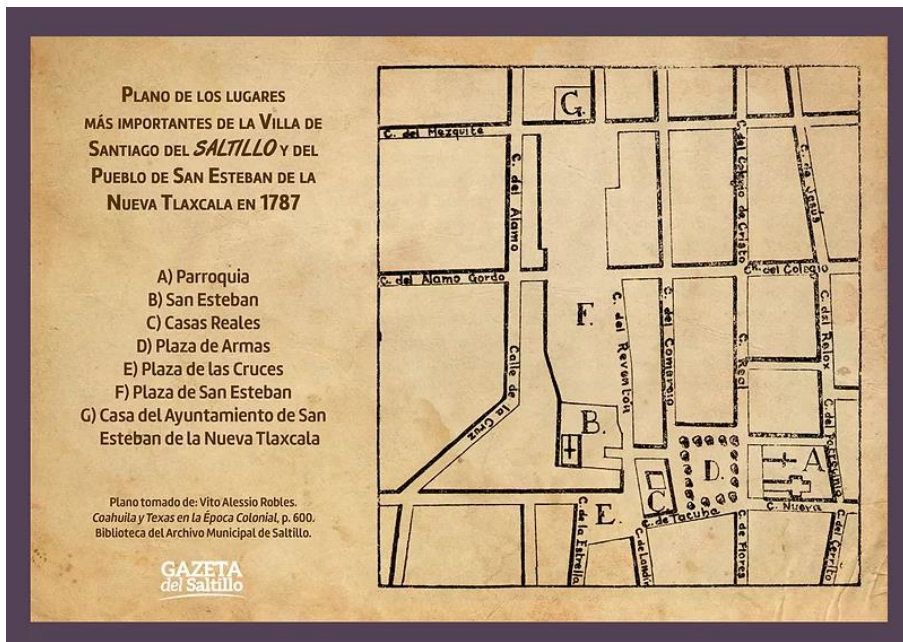 PLANO DE LOS LUGARES
MÁS IMPORTANTES DE LA VILLA DE
SANTIAGO DEL SALTILLO Y DEL
PUEBLO DE SAN ESTEBAN DE LA
NUEVA TLAXCALA EN 1787
A) Parroquia
B) San Esteban
C) Casas Reales
D) Plaza de Armas
E) Plaza de las Cruces
F) Plaza de San Esteban
G) Casa del Ayuntamiento de San
Esteban de la Nueva Tlaxcala
Plano tomado de: Vito Alessio Robles.
Coahuila y Texas en la Época Colonial, p. 600.
Biblioteca del Archivo Municipal de Saltillo.
GAZETA
del Saltillo
G.
C. del Mezquite
C. del Alamo
C. del Colegio de Cristo
C. de Jesús
C. del Alamo Gordo
C. del Colegio
F.
C. del Reventón
C. del Comercio
C. Real
C. del Relox
Calle de la Cruz
B.
D.
A
C
E.
C. de Tacuba
C. Nueva
C. de la Estrella
C. de Landín
C. de Flores
C. del Cerrito